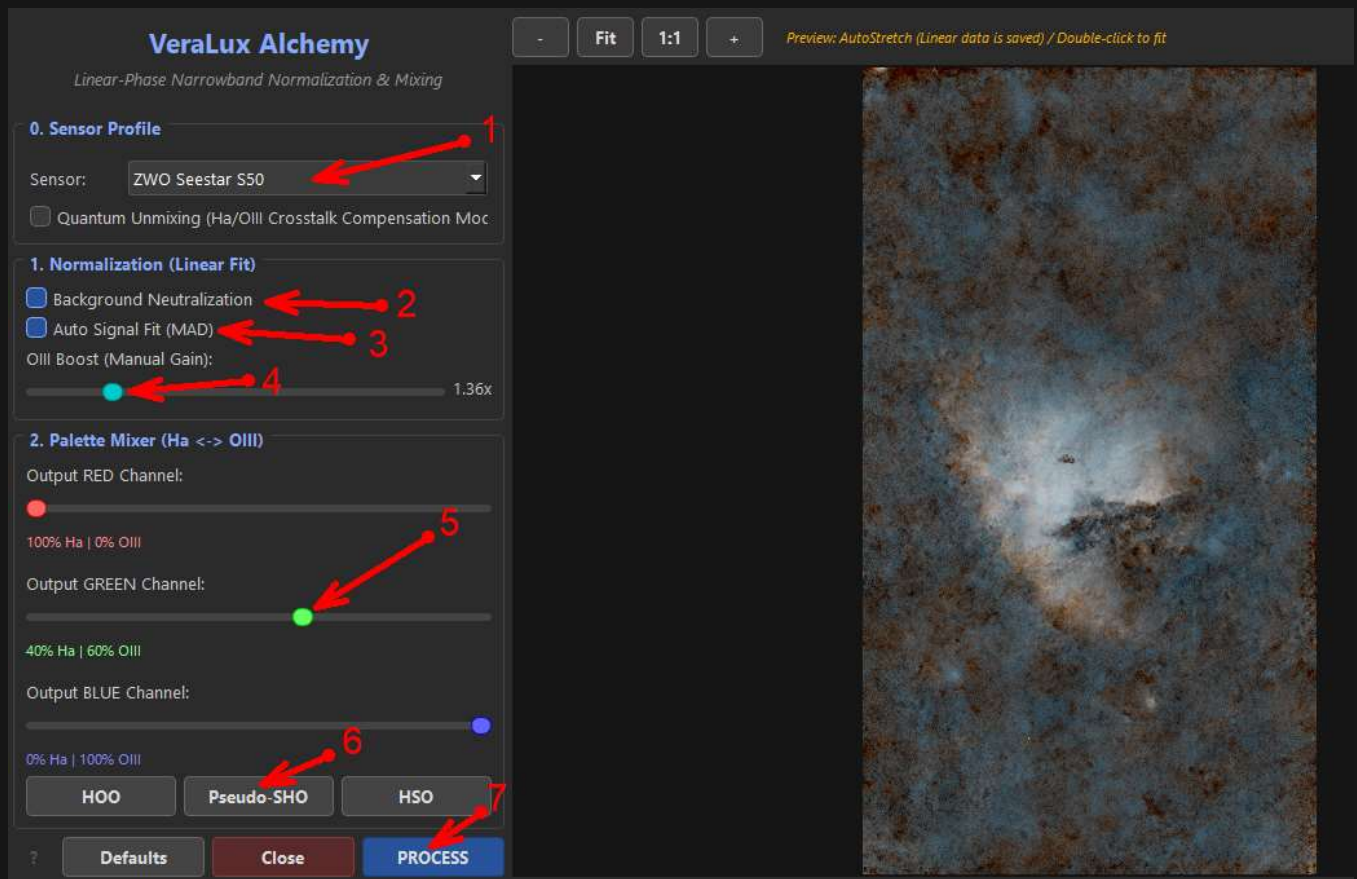 VeraLux Alchemy
Linear-Phase Narrowband Normalization & Mixing
- Fit 1:1 +
Preview: AutoStretch (Linear data is saved) / Double-click to fit
0. Sensor Profile
1
Sensor: ZWO Seestar S50
Quantum Unmixing (Ha/OIII Crosstalk Compensation Moc
1. Normalization (Linear Fit)
Background Neutralization
2
Auto Signal Fit (MAD)
3
OIII Boost (Manual Gain):
4
1.36x
2. Palette Mixer (Ha <-> OIII)
Output RED Channel:
5
100% Ha | 0% OIII
Output GREEN Channel:
40% Ha | 60% OIII
Output BLUE Channel:
6
0% Ha | 100% OIII
HOO Pseudo-SHO HSO
7
? Defaults Close PROCESS